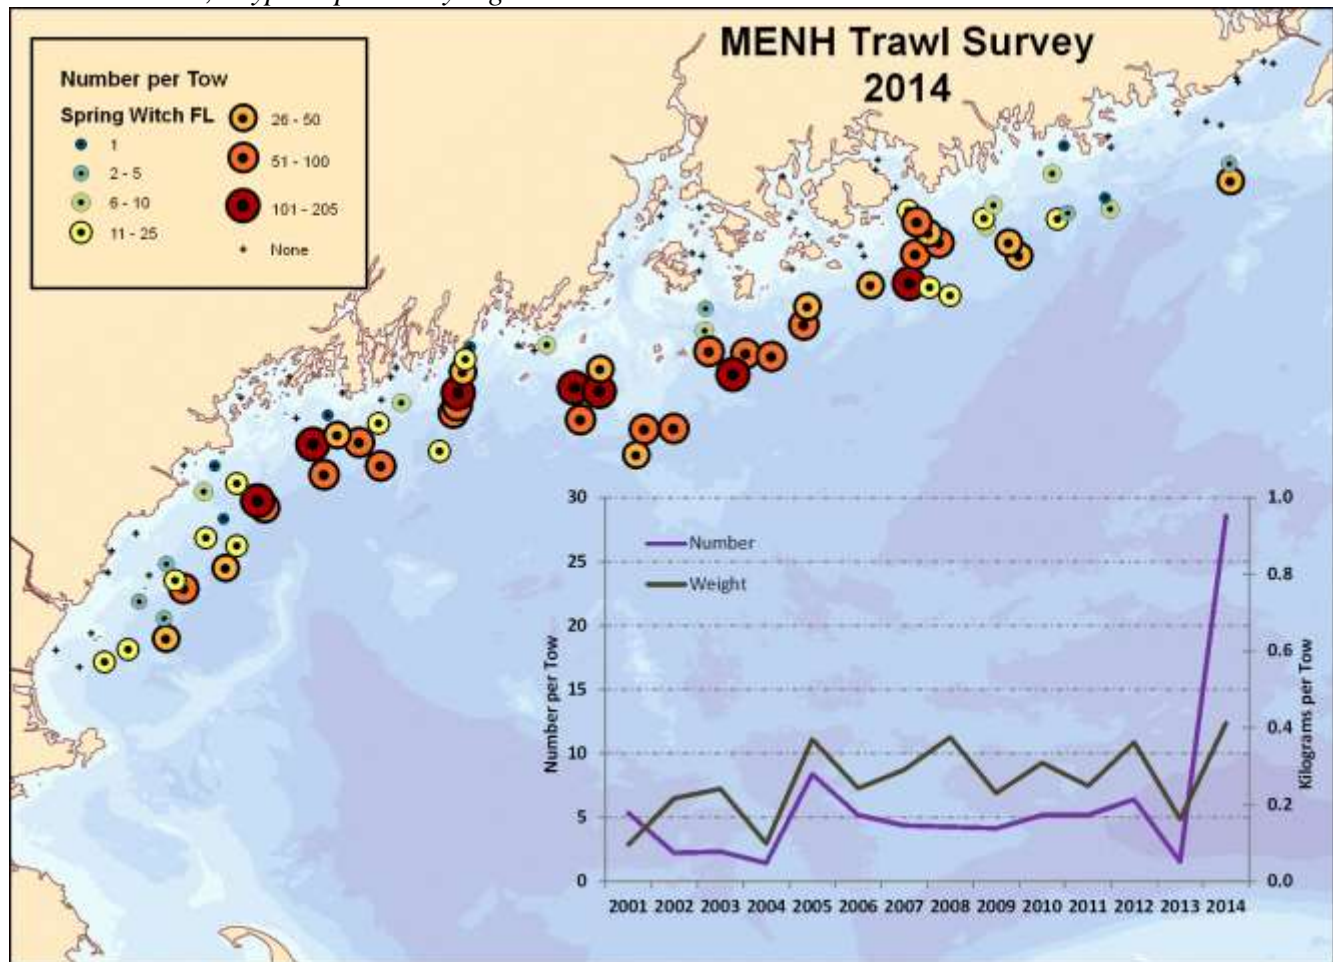 MENH Trawl Survey
2014
Number per Tow
Spring Witch FL
1
2 - 5
6 - 10
11 - 25
26 - 50
51 - 100
101 - 205
None
Number
Weight
Number per Tow
30
25
20
15
10
5
0
Kilograms per Tow
1.0
0.8
0.6
0.4
0.2
0.0
2001 2002 2003 2004 2005 2006 2007 2008 2009 2010 2011 2012 2013 2014